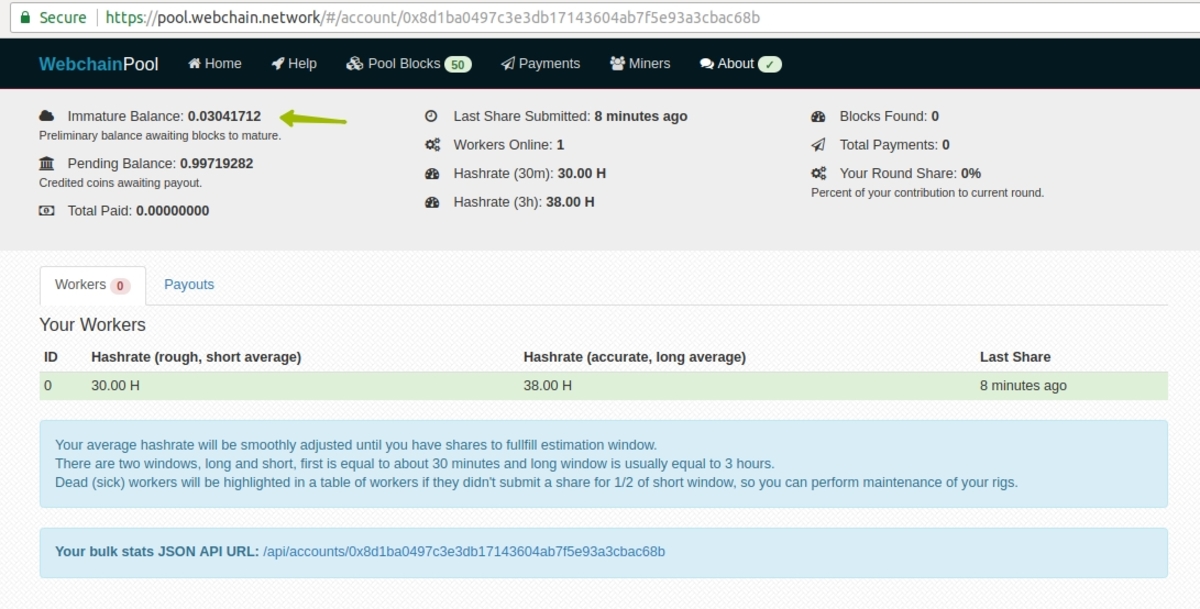 Secure https://pool.webchain.network/#/account/0x8d1ba0497c3e3db17143604ab7f5e93a3cbac68b
WebchainPool Home Help Pool Blocks 50 Payments Miners About ✓
Immature Balance: 0.03041712
Preliminary balance awaiting blocks to mature.
Pending Balance: 0.99719282
Credited coins awaiting payout.
Total Paid: 0.00000000
Last Share Submitted: 8 minutes ago
Workers Online: 1
Hashrate (30m): 30.00 H
Hashrate (3h): 38.00 H
Blocks Found: 0
Total Payments: 0
Your Round Share: 0%
Percent of your contribution to current round.
Workers 0 Payouts
Your Workers
ID Hashrate (rough, short average) Hashrate (accurate, long average) Last Share
0 30.00 H 38.00 H 8 minutes ago
Your average hashrate will be smoothly adjusted until you have shares to fullfill estimation window.
There are two windows, long and short, first is equal to about 30 minutes and long window is usually equal to 3 hours.
Dead (sick) workers will be highlighted in a table of workers if they didn't submit a share for 1/2 of short window, so you can perform maintenance of your rigs.
Your bulk stats JSON API URL: /api/accounts/0x8d1ba0497c3e3db17143604ab7f5e93a3cbac68b